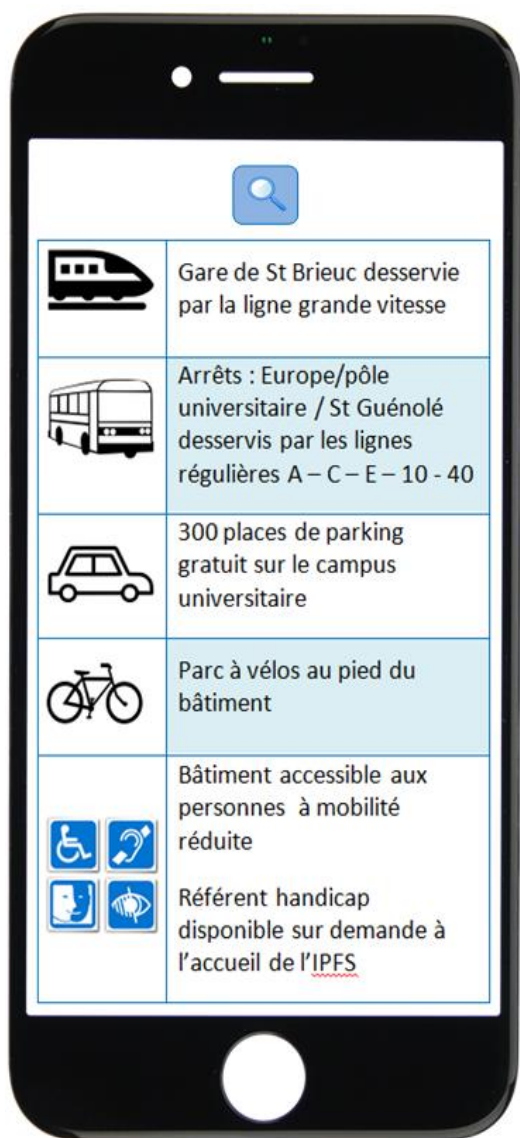 Gare de St Brieuc desservie
par la ligne grande vitesse
Arrêts : Europe/pôle
universitaire / St Guénolé
desservis par les lignes
régulières A – C – E – 10 - 40
300 places de parking
gratuit sur le campus
universitaire
Parc à vélos au pied du
bâtiment
Bâtiment accessible aux
personnes à mobilité
réduite
Référent handicap
disponible sur demande à
l’accueil de l’IPFS